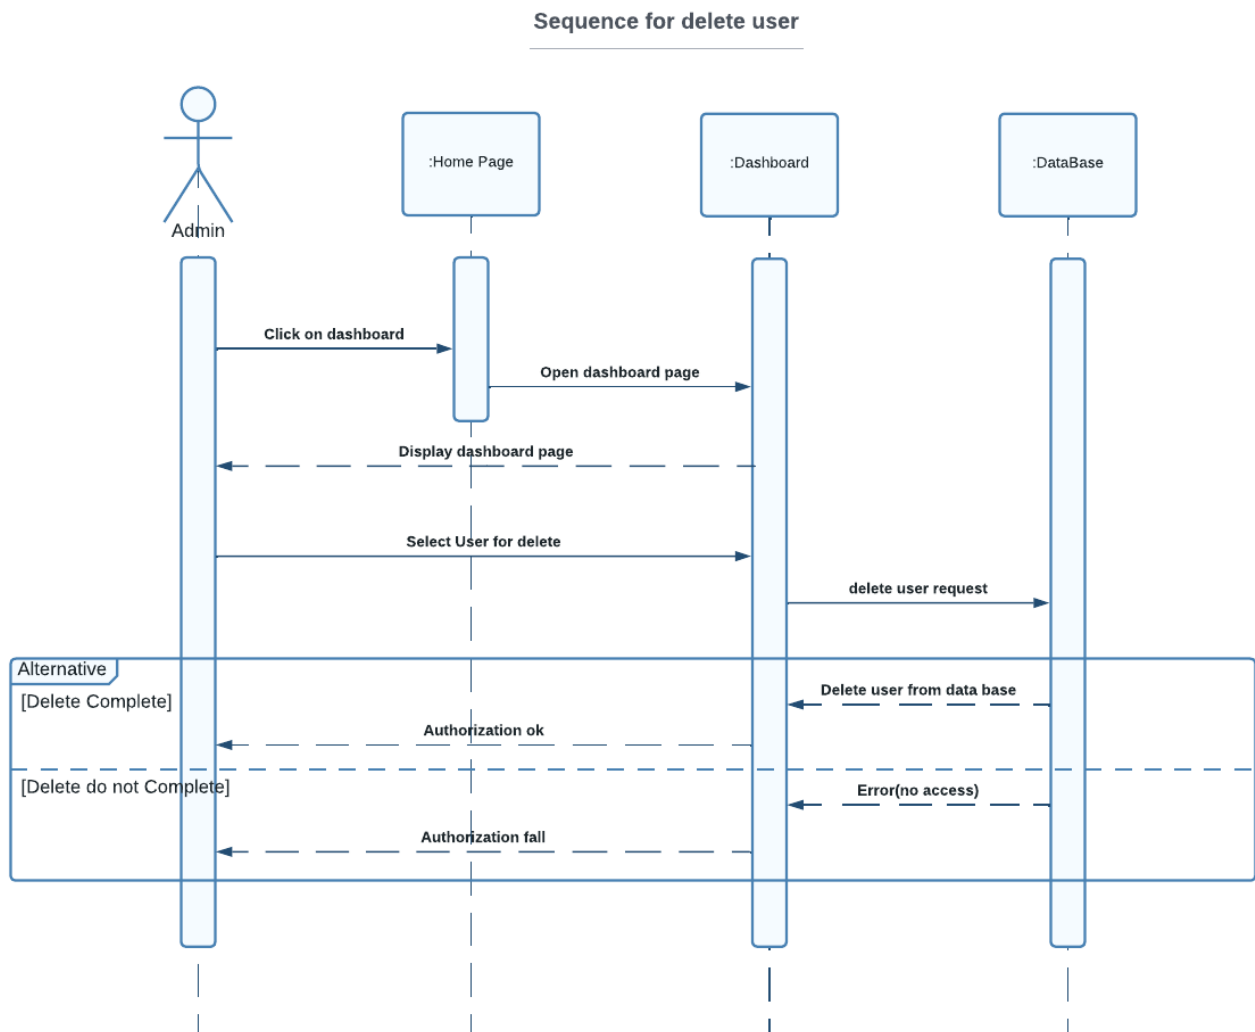 Sequence for delete user
:Home Page
:Dashboard
:DataBase
Admin
Click on dashboard
Open dashboard page
Display dashboard page
Select User for delete
delete user request
Alternative
[Delete Complete]
Delete user from data base
Authorization ok
[Delete do not Complete]
Error(no access)
Authorization fall